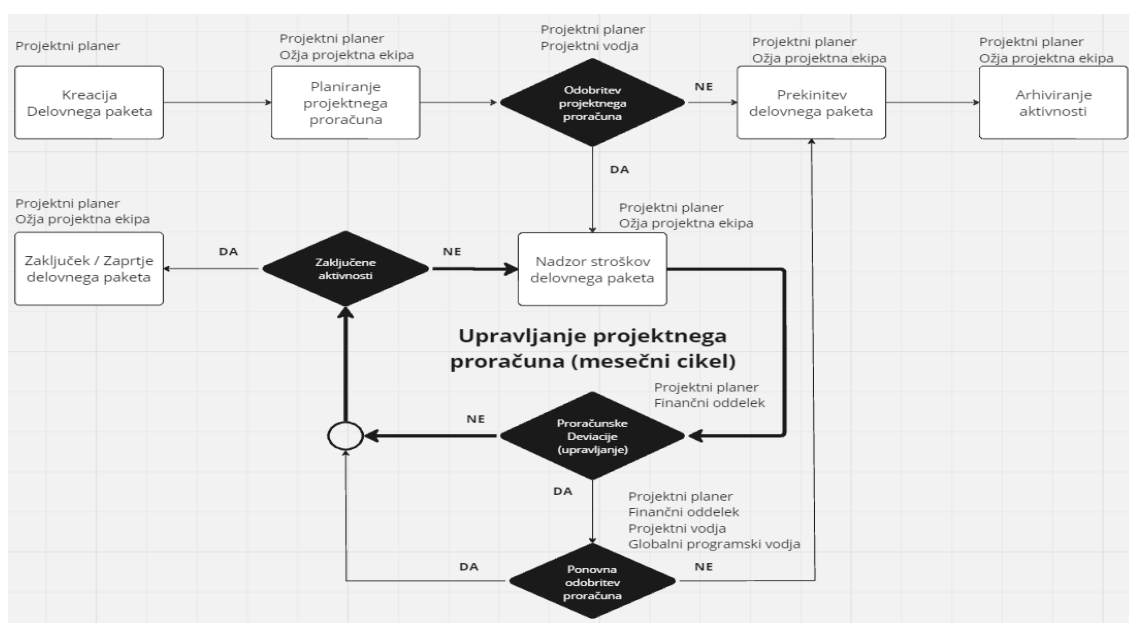 Projektni planer
Kreacija
Delovnega paketa
Projektni planer
Ožja projektna ekipa
Planiranje
projektnega
proračuna
Projektni planer
Projektni vodja
Odobritev
projektnega
proračuna
NE
DA
Projektni planer
Ožja projektna ekipa
Prekinitev
delovnega paketa
Projektni planer
Ožja projektna ekipa
Arhiviranje
aktivnosti
Projektni planer
Ožja projektna ekipa
Zaključek / Zaprtje
delovnega paketa
DA
Zaključene
aktivnosti
NE
Projektni planer
Ožja projektna ekipa
Nadzor stroškov
delovnega paketa
Upravljanje projektnega
proračuna (mesečni cikel)
Projektni planer
Finančni oddelek
NE
Proračunske
Deviacije
(upravljanje)
DA
Projektni planer
Finančni oddelek
Projektni vodja
Globalni programski vodja
DA
Ponovna
odobritev
proračuna
NE